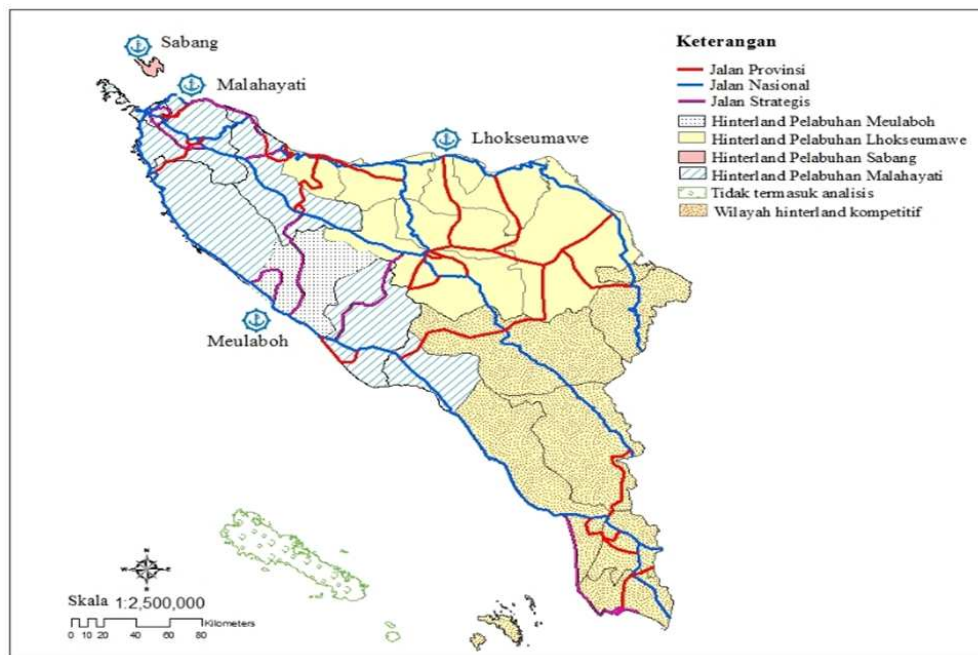 Sabang
Malahayati
Lhokseumawe
Meulaboh
Keterangan
Jalan Provinsi
Jalan Nasional
Jalan Strategis
Hinterland Pelabuhan Meulaboh
Hinterland Pelabuhan Lhokseumawe
Hinterland Pelabuhan Sabang
Hinterland Pelabuhan Malahayati
Tidak termasuk analisis
Wilayah hinterland kompetitif
N
W E
S
Skala 1:2,500,000
0 10 20 40 60 80
Kilometers